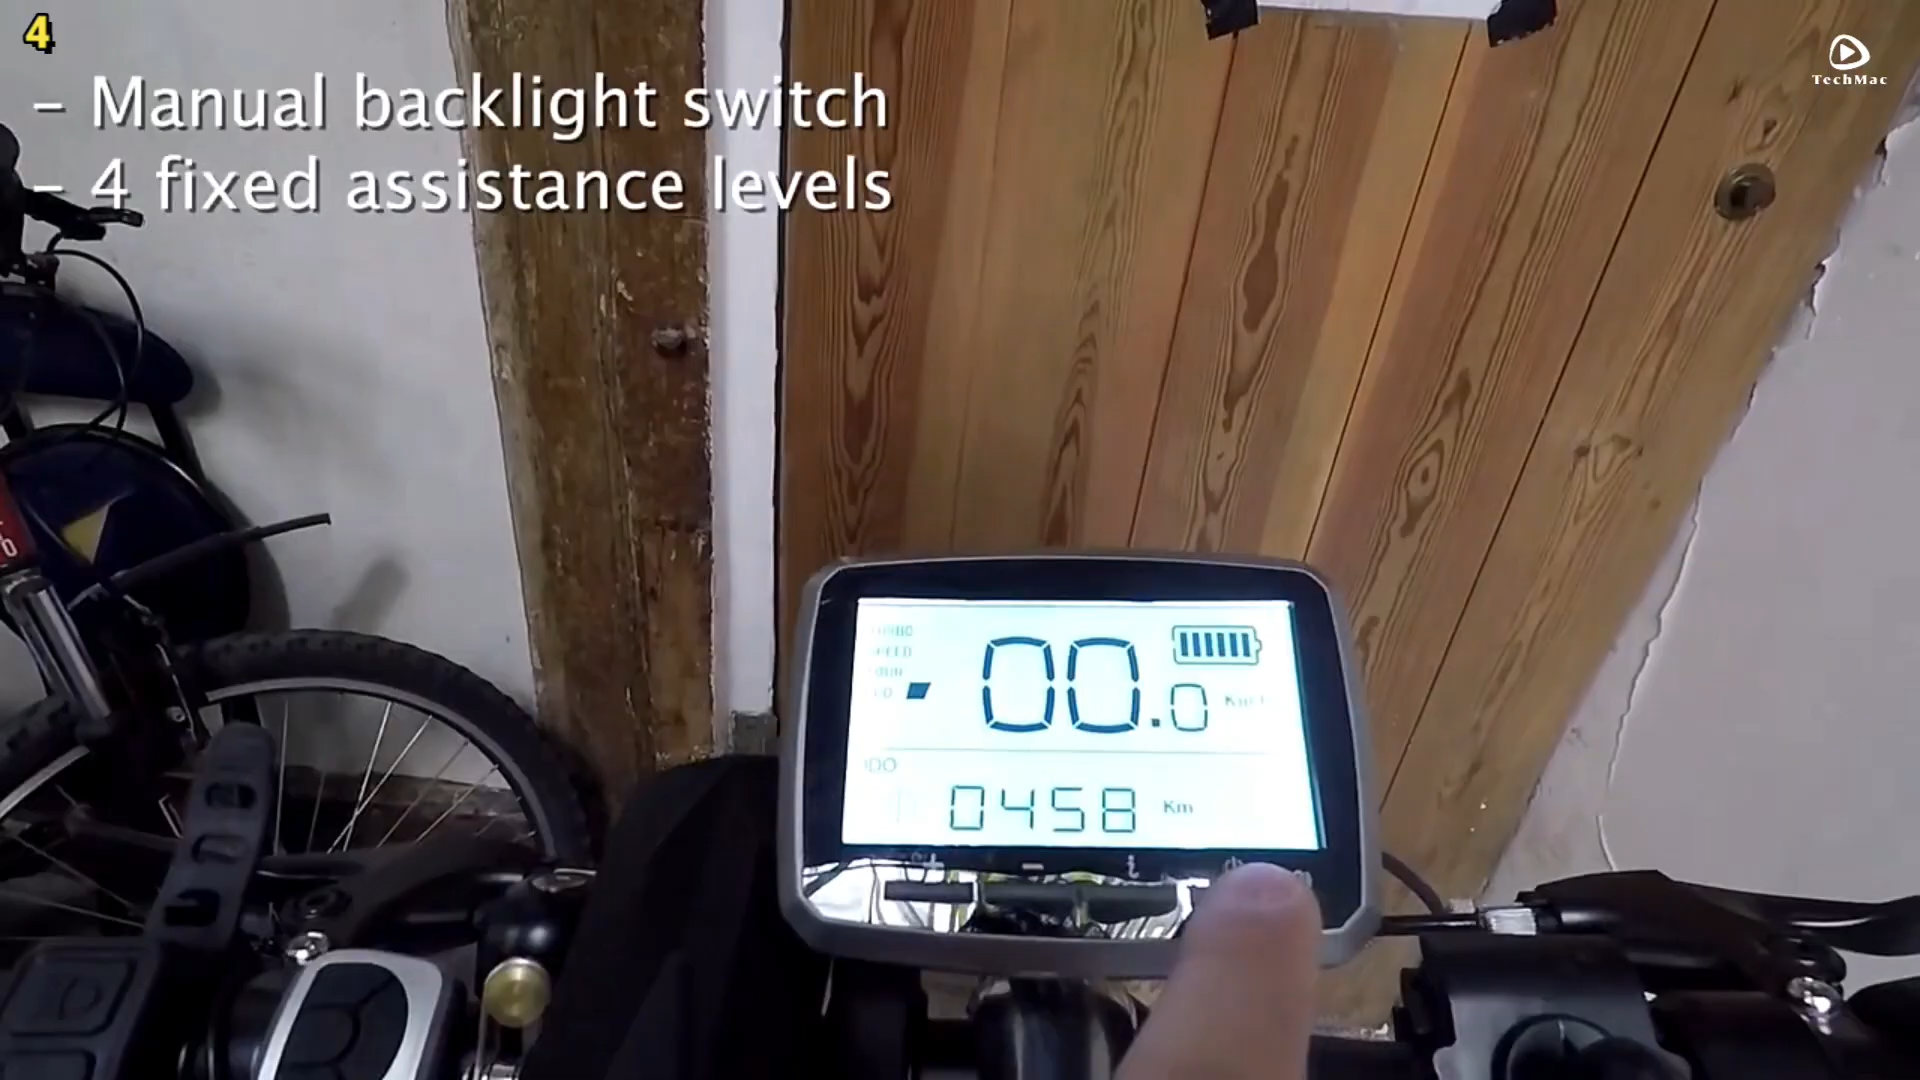 4
TechMac
- Manual backlight switch
- 4 fixed assistance levels
00.0
0458 Km
+ - i